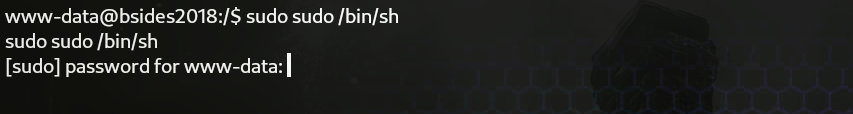 www-data@bsides2018:/$ sudo sudo /bin/sh
sudo sudo /bin/sh
[sudo] password for www-data: